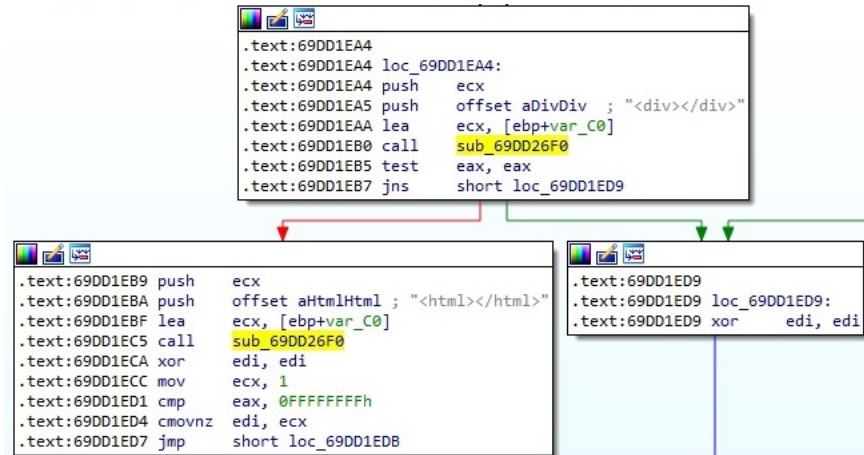 .text:69DD1EA4
.text:69DD1EA4 loc_69DD1EA4:
.text:69DD1EA4 push ecx
.text:69DD1EA5 push offset aDivDiv ; "<div></div>"
.text:69DD1EAA lea ecx, [ebp+var_C0]
.text:69DD1EB0 call sub_69DD26F0
.text:69DD1EB5 test eax, eax
.text:69DD1EB7 jns short loc_69DD1ED9
.text:69DD1EB9 push ecx
.text:69DD1EBA push offset aHtmlHtml ; "<html></html>"
.text:69DD1EBF lea ecx, [ebp+var_C0]
.text:69DD1EC5 call sub_69DD26F0
.text:69DD1ECA xor edi, edi
.text:69DD1ECC mov ecx, 1
.text:69DD1ED1 cmp eax, 0FFFFFFFFh
.text:69DD1ED4 cmovnz edi, ecx
.text:69DD1ED7 jmp short loc_69DD1EDB
.text:69DD1ED9
.text:69DD1ED9 loc_69DD1ED9:
.text:69DD1ED9 xor edi, edi